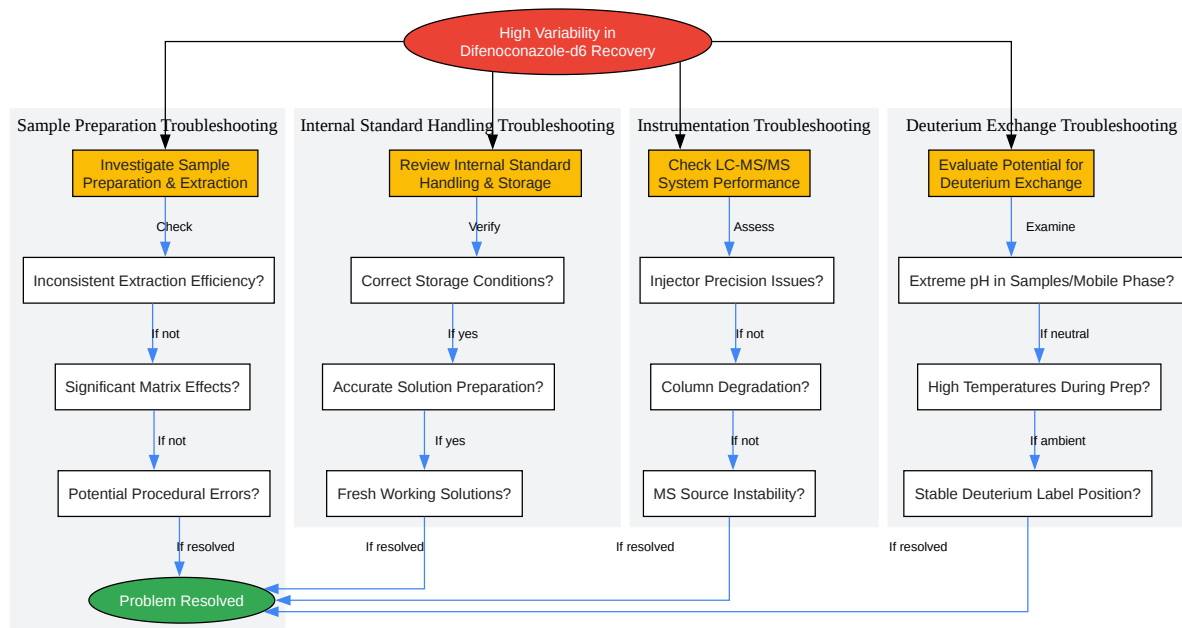 High Variability in
Difenoconazole-d6 Recovery
Sample Preparation Troubleshooting
Internal Standard Handling Troubleshooting
Instrumentation Troubleshooting
Deuterium Exchange Troubleshooting
Investigate Sample
Preparation & Extraction
Review Internal Standard
Handling & Storage
Check LC-MS/MS
System Performance
Evaluate Potential for
Deuterium Exchange
Check
Verify
Assess
Examine
Inconsistent Extraction Efficiency?
Correct Storage Conditions?
Injector Precision Issues?
Extreme pH in Samples/Mobile Phase?
If not
If yes
If not
If neutral
Significant Matrix Effects?
Accurate Solution Preparation?
Column Degradation?
High Temperatures During Prep?
If not
If yes
If not
If ambient
Potential Procedural Errors?
Fresh Working Solutions?
MS Source Instability?
Stable Deuterium Label Position?
If resolved
If resolved
If resolved
If resolved
Problem Resolved